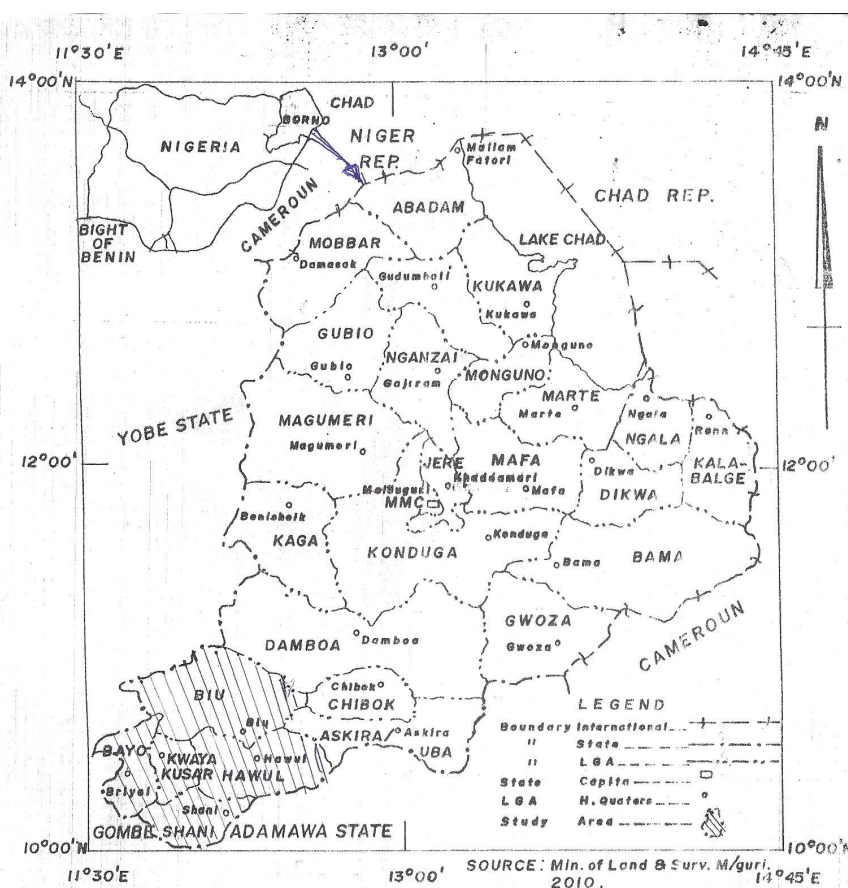 11°30'E
13°00'
14°45'E
14°00'N
14°00'N
CHAD
BORNO
NIGERIA
NIGER
REP.
N
Mallam
Fatori
CHAD REP.
ABADAM
CAMEROUN
BIGHT OF
BENIN
MOBBAR
LAKE CHAD
Damasak
Gudumbali
KUKAWA
Kukawa
GUBIO
NGANZAI
Monguno
Gubio
Gajiram
MONGUNO
MARTE
Marte
Ngala
Rann
MAGUMERI
YOBE STATE
NGALA
Magumeri
JERE
MAFA
Dikwa
KALA-
BALGE
12°00'
12°00'
Khaddamari
Mafa
DIKWA
Maiduguri
MMC
Benisheik
Konduga
KAGA
KONDUGA
Bama
BAMA
GWOZA
DAMBOA
Damboa
Gwoza
CAMEROUN
BIU
Chibok
CHIBOK
LEGEND
Boundary International
" State
" LGA
State Capita
LGA H. Quaters
Study Area
Biu
ASKIRA/
Askira
UBA
BAYO
KWAYA
KUSAR
Hawul
HAWUL
Briyel
Shani
GOMBE
SHANI
ADAMAWA STATE
10°00'N
10°00'N
11°30'E
13°00'
14°45'E
SOURCE: Min. of Land & Surv. M/guri.
2010.